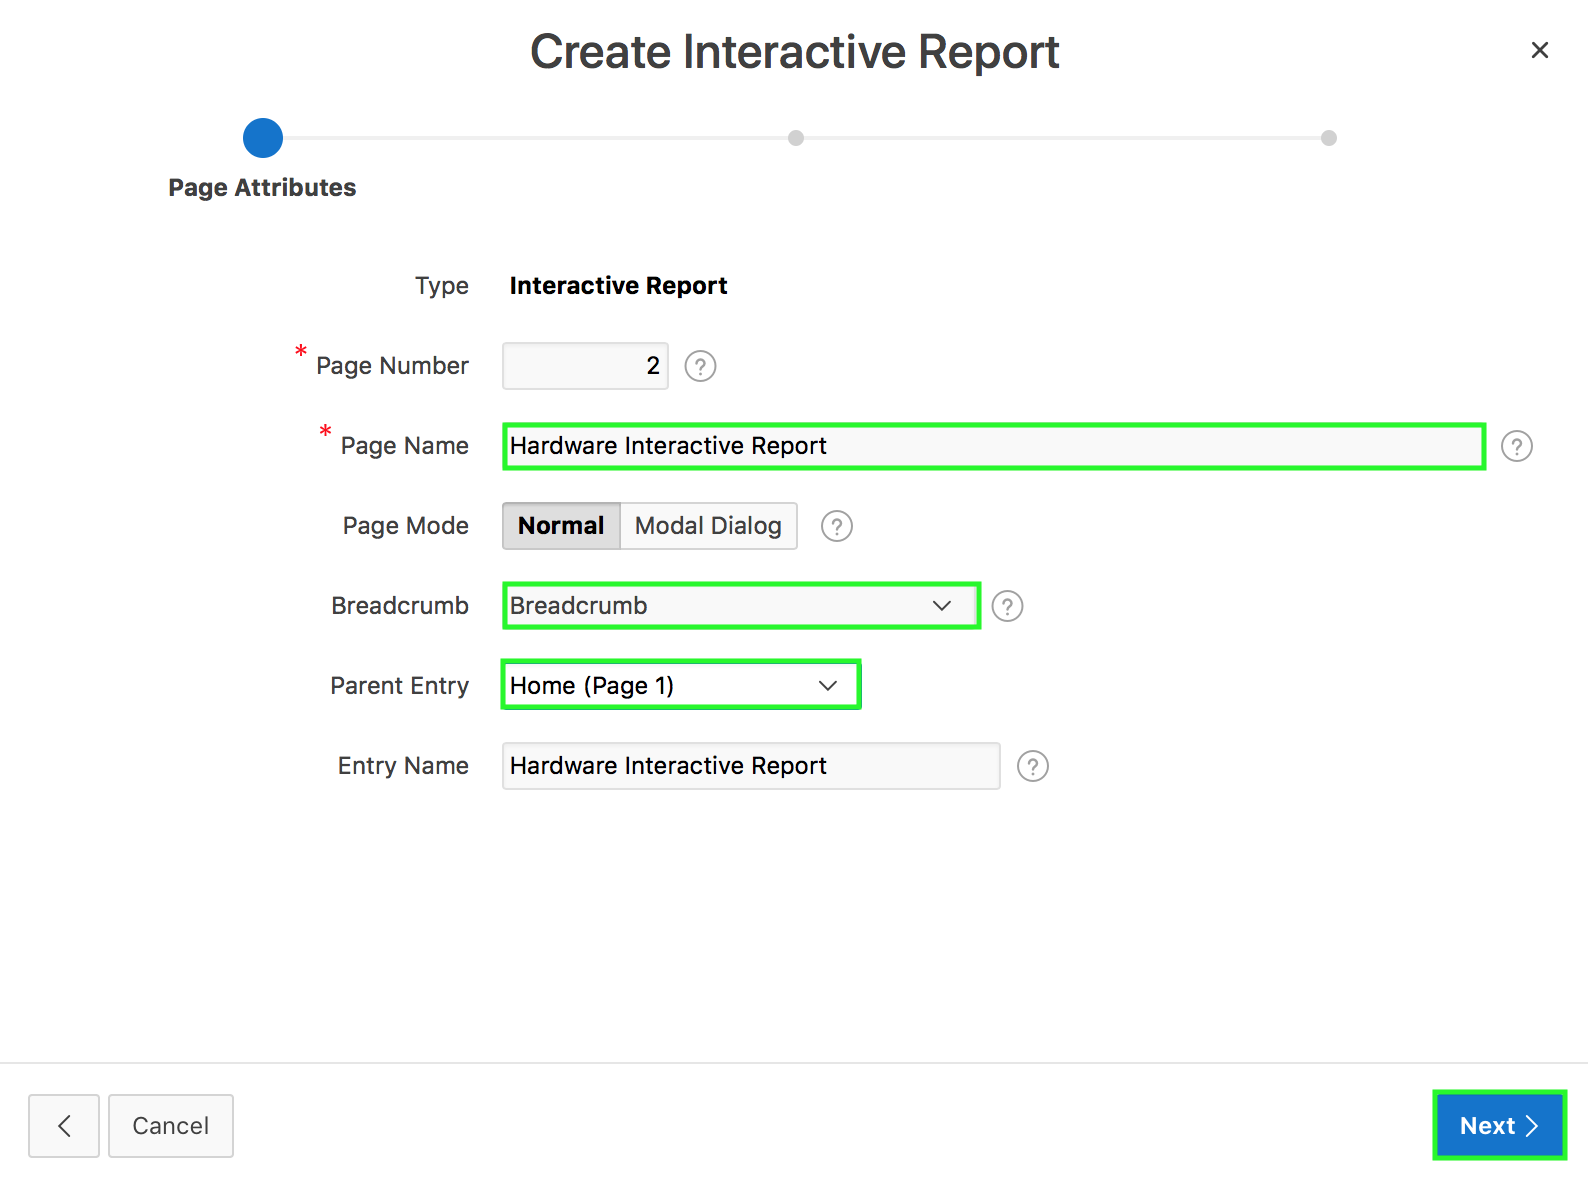 Create Interactive Report
Page Attributes
Type Interactive Report
* Page Number 2 ?
* Page Name Hardware Interactive Report ?
Page Mode Normal Modal Dialog ?
Breadcrumb Breadcrumb ?
Parent Entry Home (Page 1)
Entry Name Hardware Interactive Report ?
Cancel Next